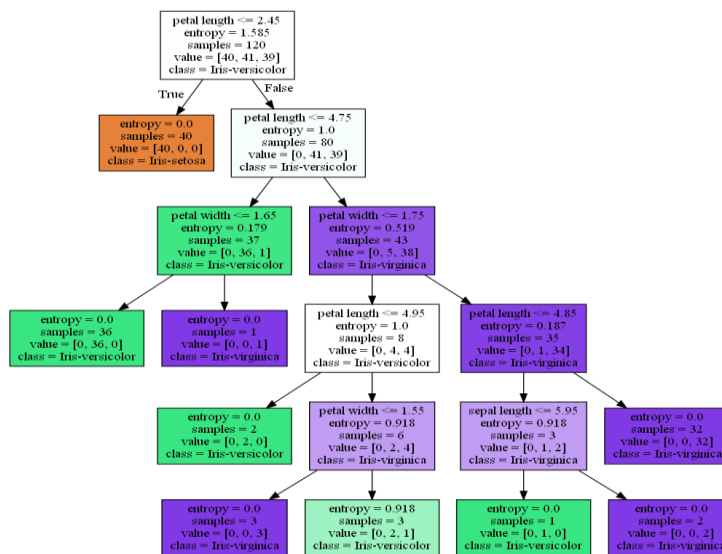 petal length <= 2.45
entropy = 1.585
samples = 120
value = [40, 41, 39]
class = Iris-versicolor
True
False
entropy = 0.0
samples = 40
value = [40, 0, 0]
class = Iris-setosa
petal length <= 4.75
entropy = 1.0
samples = 80
value = [0, 41, 39]
class = Iris-versicolor
petal width <= 1.65
entropy = 0.179
samples = 37
value = [0, 36, 1]
class = Iris-versicolor
petal width <= 1.75
entropy = 0.519
samples = 43
value = [0, 5, 38]
class = Iris-virginica
entropy = 0.0
samples = 36
value = [0, 36, 0]
class = Iris-versicolor
entropy = 0.0
samples = 1
value = [0, 0, 1]
class = Iris-virginica
petal length <= 4.95
entropy = 1.0
samples = 8
value = [0, 4, 4]
class = Iris-versicolor
petal length <= 4.85
entropy = 0.187
samples = 35
value = [0, 1, 34]
class = Iris-virginica
entropy = 0.0
samples = 2
value = [0, 2, 0]
class = Iris-versicolor
petal width <= 1.55
entropy = 0.918
samples = 6
value = [0, 2, 4]
class = Iris-virginica
sepal length <= 5.95
entropy = 0.918
samples = 3
value = [0, 1, 2]
class = Iris-virginica
entropy = 0.0
samples = 32
value = [0, 0, 32]
class = Iris-virginica
entropy = 0.0
samples = 3
value = [0, 0, 3]
class = Iris-virginica
entropy = 0.918
samples = 3
value = [0, 2, 1]
class = Iris-versicolor
entropy = 0.0
samples = 1
value = [0, 1, 0]
class = Iris-versicolor
entropy = 0.0
samples = 2
value = [0, 0, 2]
class = Iris-virginica